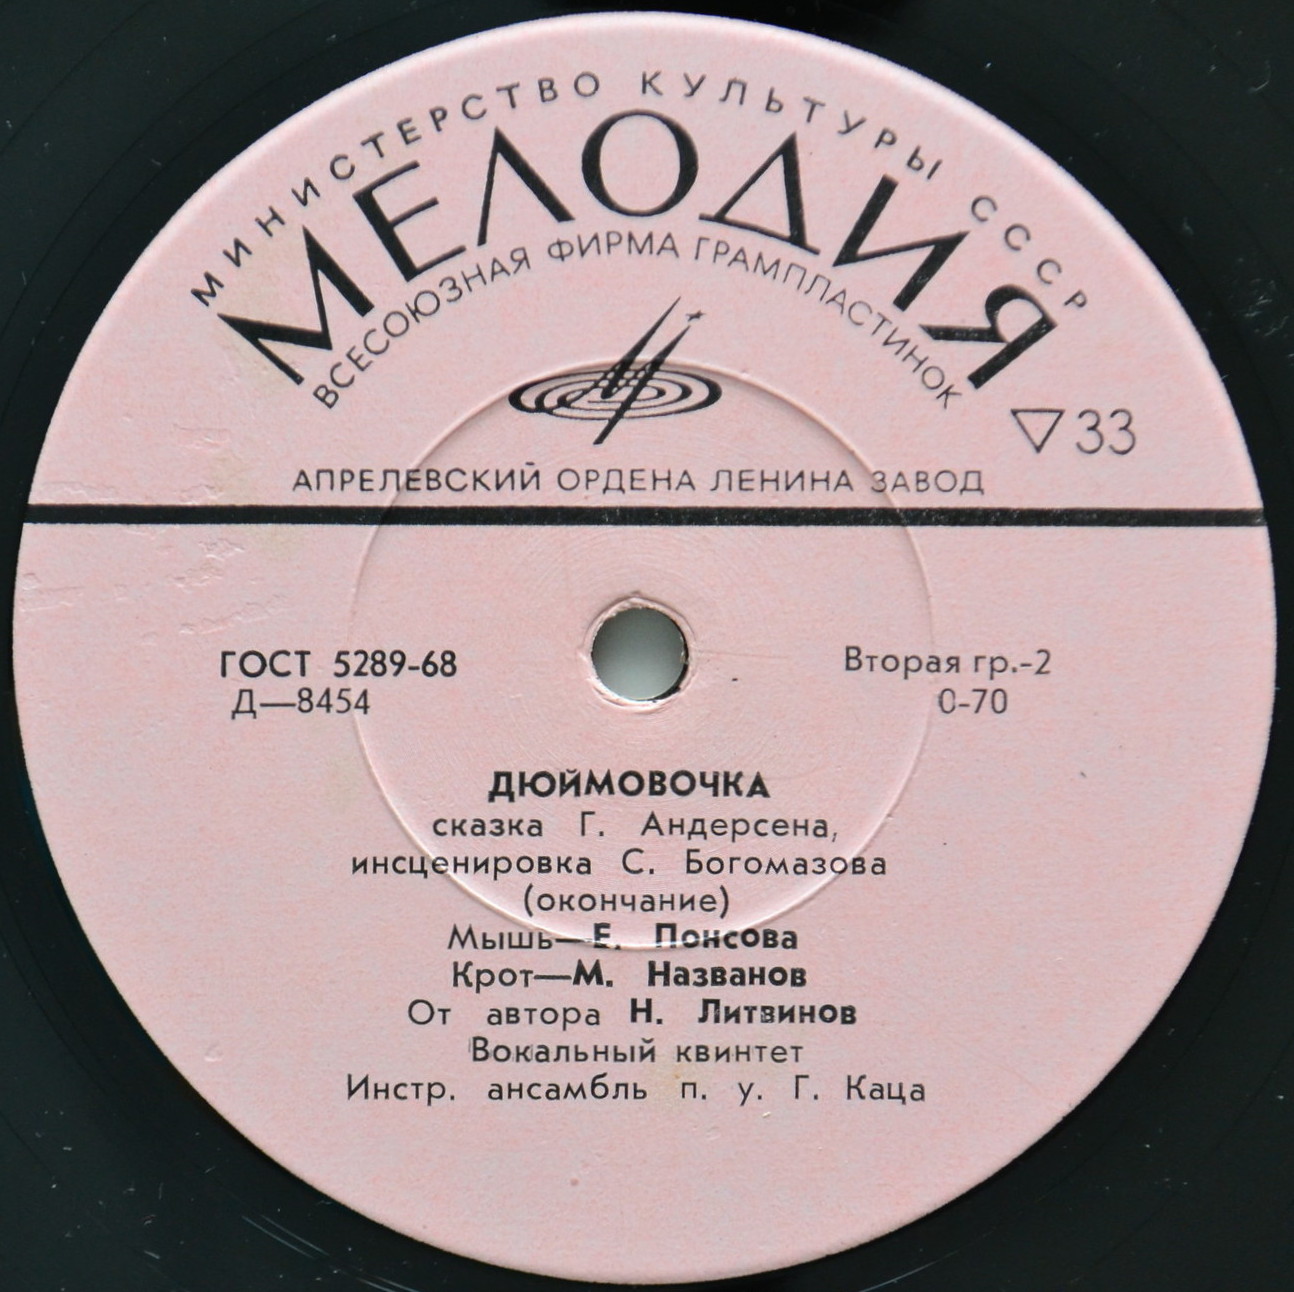 МИНИСТЕРСТВО КУЛЬТУРЫ СССР
МЕЛОДИЯ
ВСЕСОЮЗНАЯ ФИРМА ГРАМПЛАСТИНОК
33
АПРЕЛЕВСКИЙ ОРДЕНА ЛЕНИНА ЗАВОД
ГОСТ 5289-68
Д—8454
Вторая гр.-2
0-70
ДЮЙМОВОЧКА
сказка Г. Андерсена,
инсценировка С. Богомазова
(окончание)
Мышь—Е. Понсова
Крот—М. Названов
От автора Н. Литвинов
Вокальный квинтет
Инстр. ансамбль п. у. Г. Каца